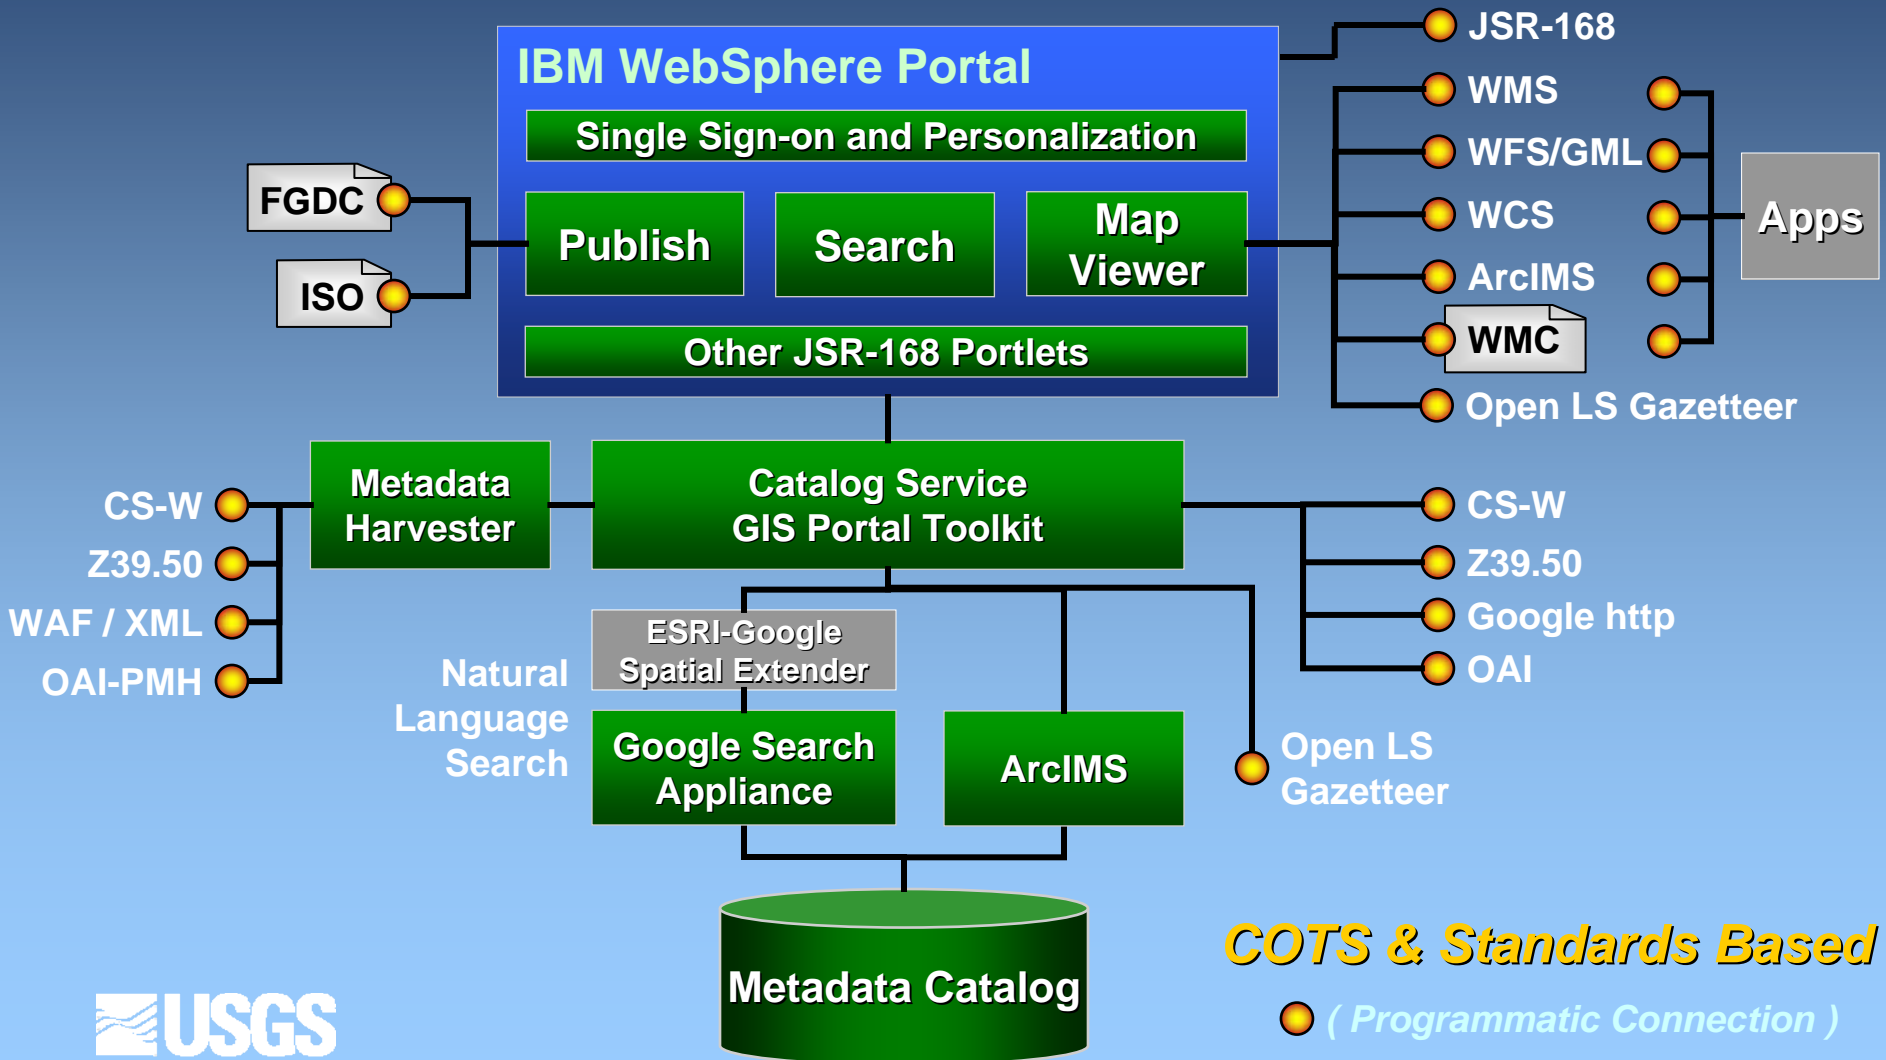 IBM WebSphere Portal
Single Sign-on and Personalization
Publish
Search
Map
Viewer
Other JSR-168 Portlets
FGDC
ISO
JSR-168
WMS
WFS/GML
WCS
ArcIMS
WMC
Open LS Gazetteer
Apps
CS-W
Z39.50
WAF / XML
OAI-PMH
Metadata
Harvester
Catalog Service
GIS Portal Toolkit
CS-W
Z39.50
Google http
OAI
Natural
Language
Search
ESRI-Google
Spatial Extender
Google Search
Appliance
ArcIMS
Open LS
Gazetteer
Metadata Catalog
COTS & Standards Based
( Programmatic Connection )
USGS